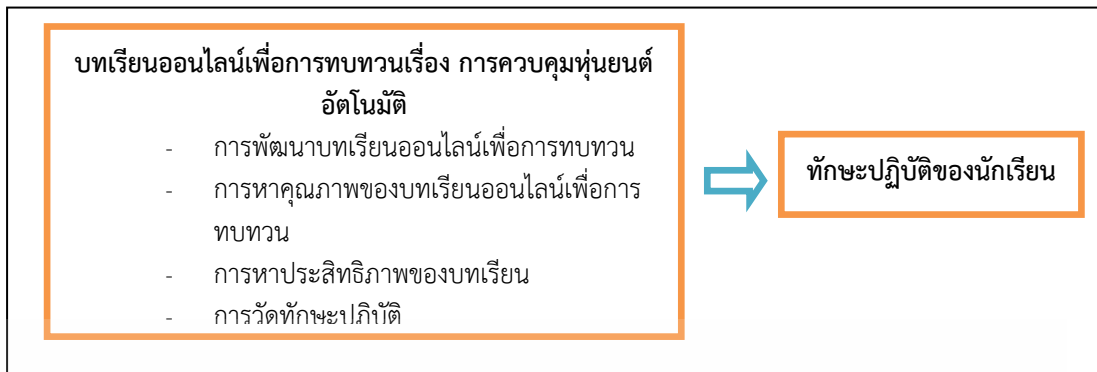 บทเรียนออนไลน์เพื่อการทบทวนเรื่อง การควบคุมหุ่นยนต์
อัตโนมัติ
- การพัฒนาบทเรียนออนไลน์เพื่อการทบทวน
- การหาคุณภาพของบทเรียนออนไลน์เพื่อการ
ทบทวน
- การหาประสิทธิภาพของบทเรียน
- การวัดทักษะปฏิบัติ
ทักษะปฏิบัติของนักเรียน